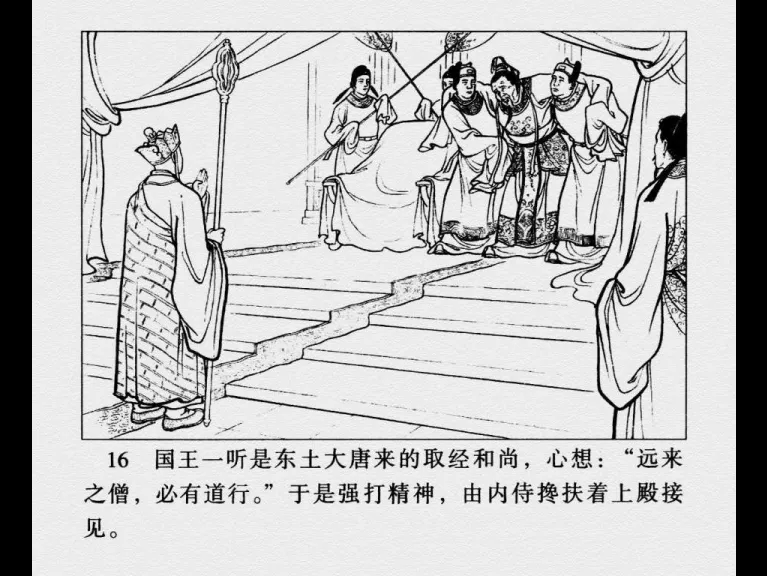 16 国王一听是东土大唐来的取经和尚，心想：“远来
之僧，必有道行。”于是强打精神，由内侍搀扶着上殿接
见。